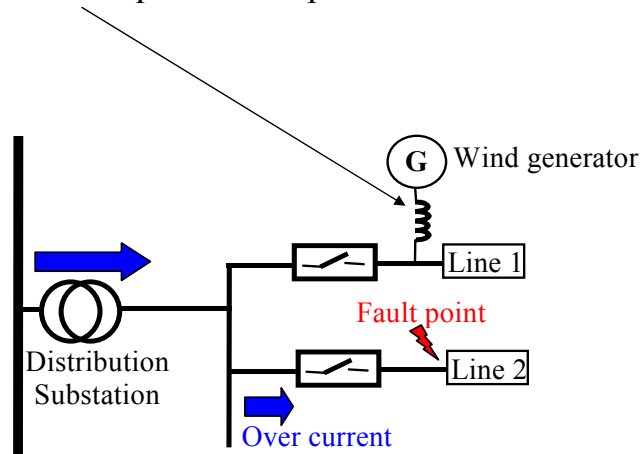 G
Wind generator
Line 1
Fault point
Distribution
Substation
Line 2
Over current